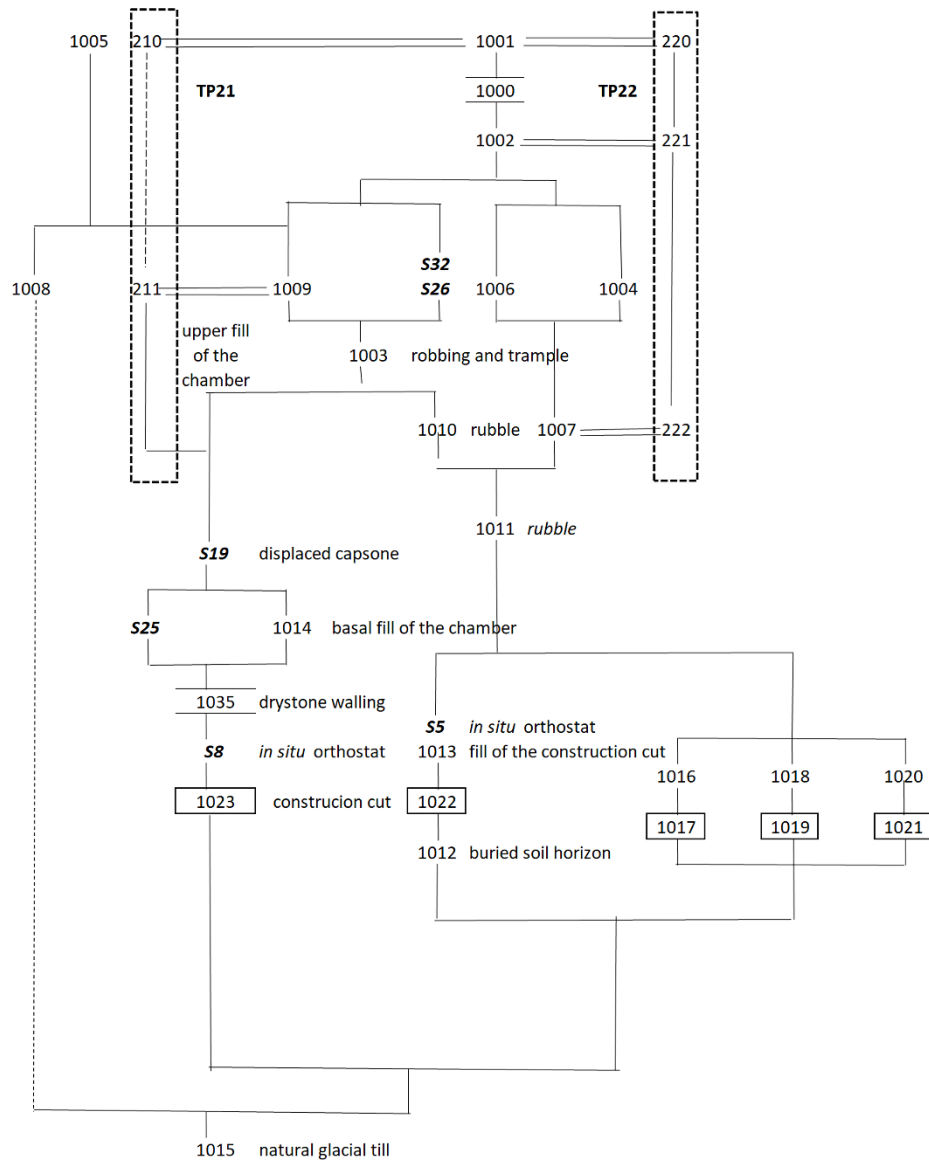 1005 210 1001 220
TP21 1000 TP22
1002 221
S32
1008 211 1009 S26 1006 1004
upper fill
of the
chamber
1003 robbing and trample
1010 rubble 1007 222
1011 rubble
S19 displaced capsone
S25 1014 basal fill of the chamber
1035 drystone walling
S5 in situ orthostat
S8 in situ orthostat 1013 fill of the construction cut
1016 1018 1020
1023 construcion cut 1022
1017 1019 1021
1012 buried soil horizon
1015 natural glacial till